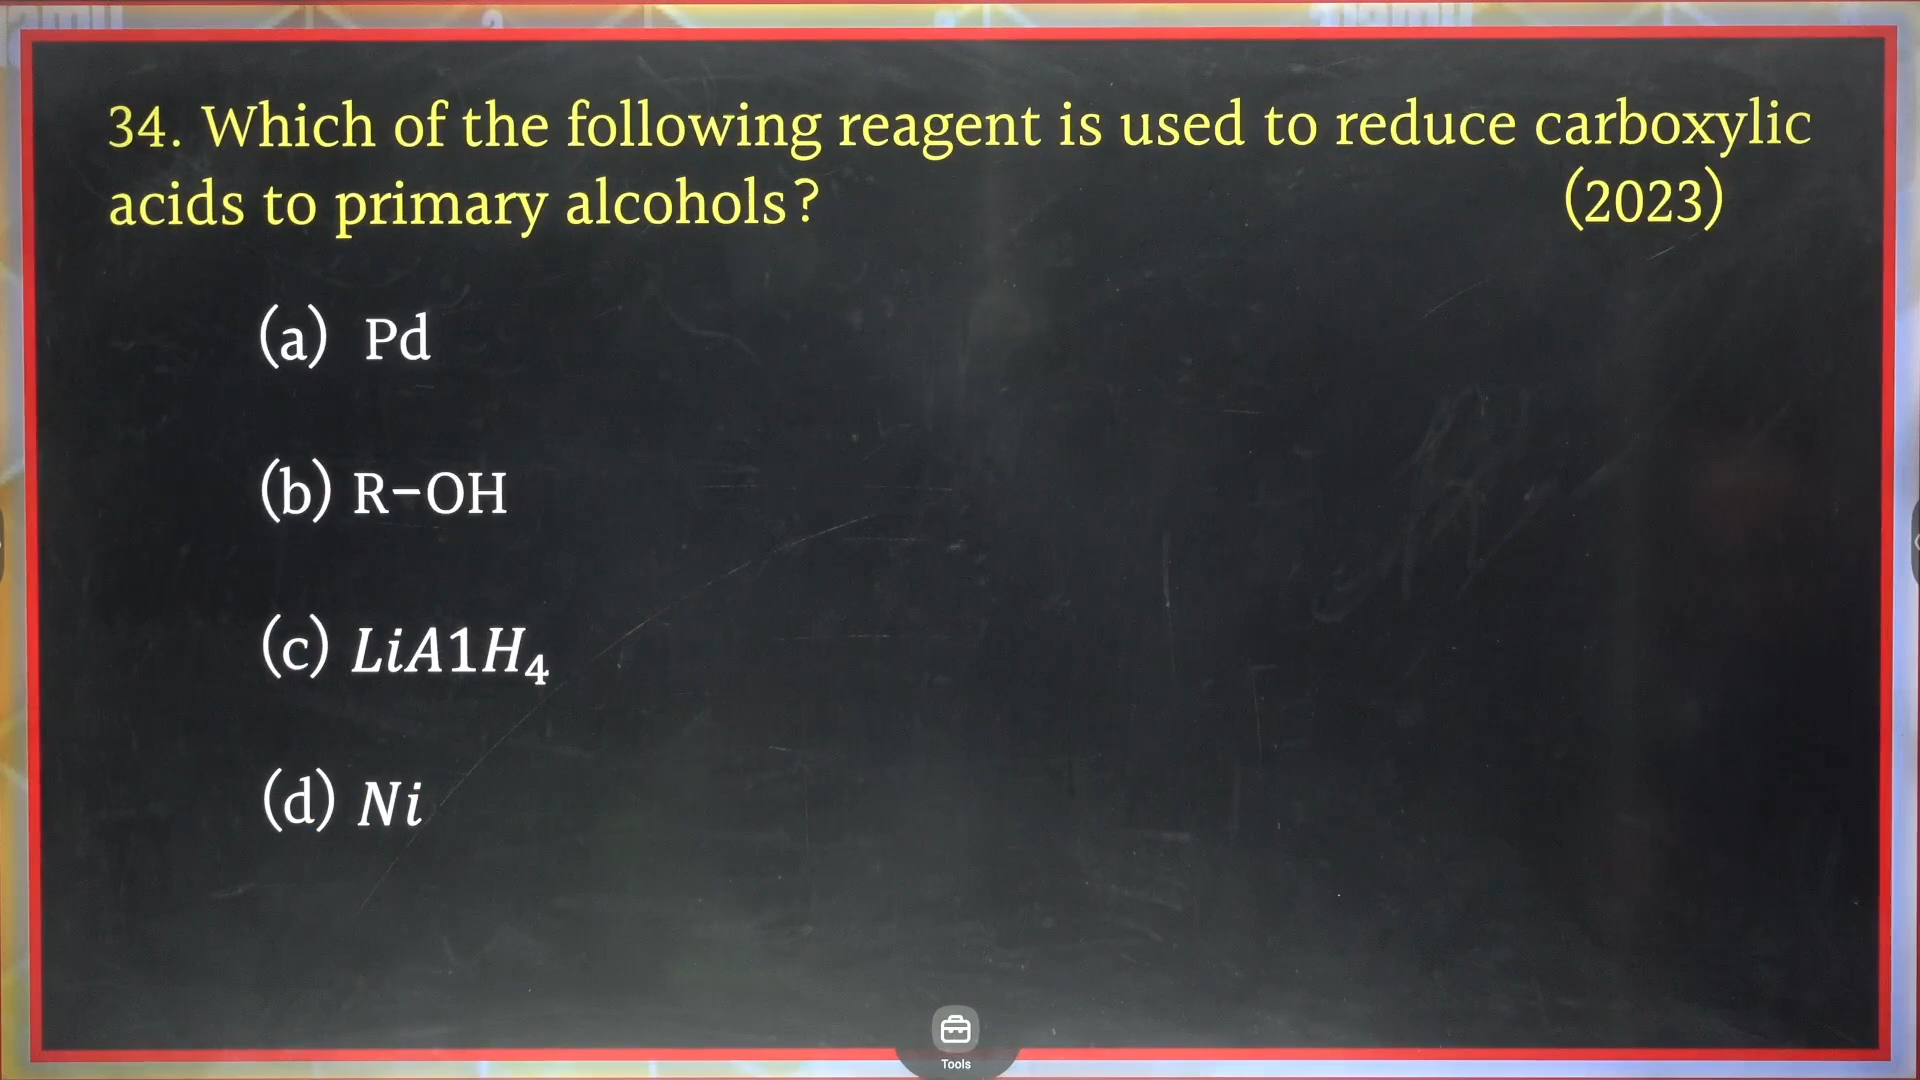 34. Which of the following reagent is used to reduce carboxylic
acids to primary alcohols? (2023)
(a) Pd
(b) R-OH
(c) LiA1H₄
(d) Ni
Tools